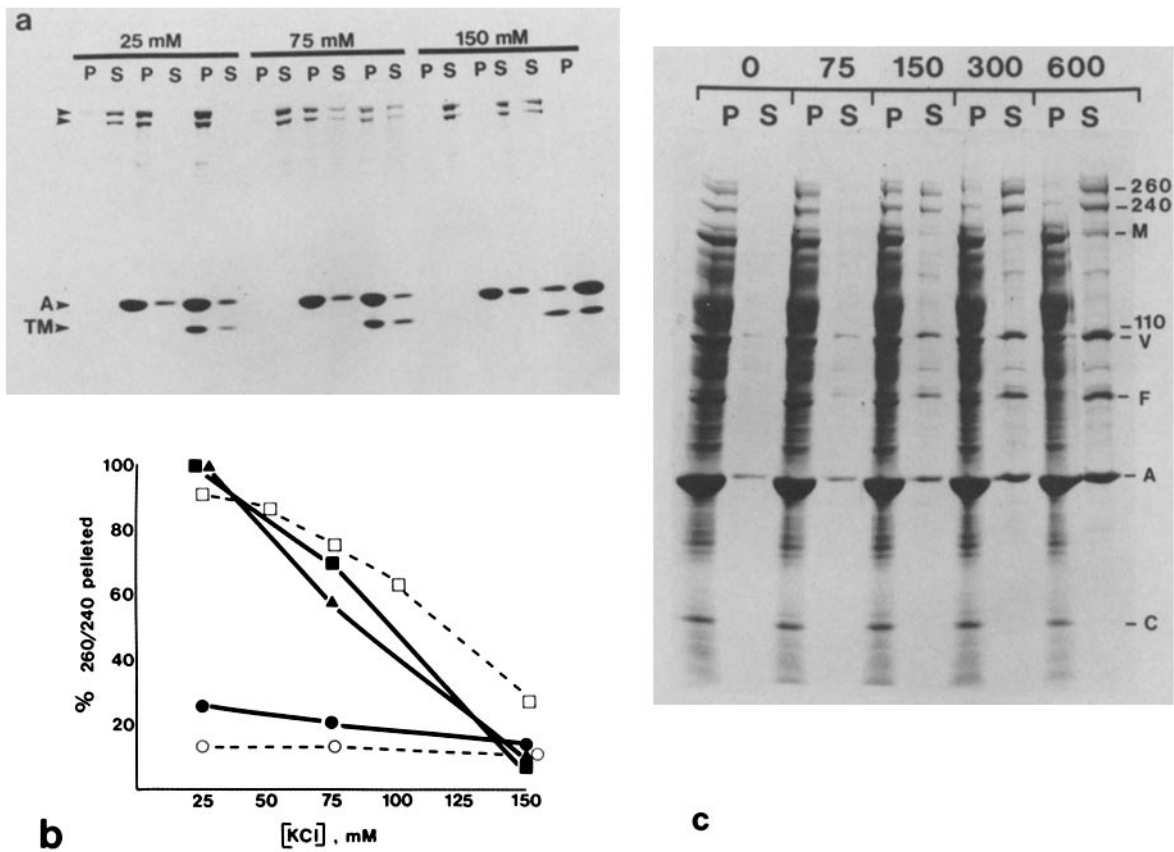 a
25 mM 75 mM 150 mM
P S P S P S P S P S P S P S P S S P
A
TM
100
80
60
40
20
% 260/240 pelleted
25 50 75 100 125 150
[KCl] , mM
b
0 75 150 300 600
P S P S P S P S P S
260
240
M
110
V
F
A
C
c